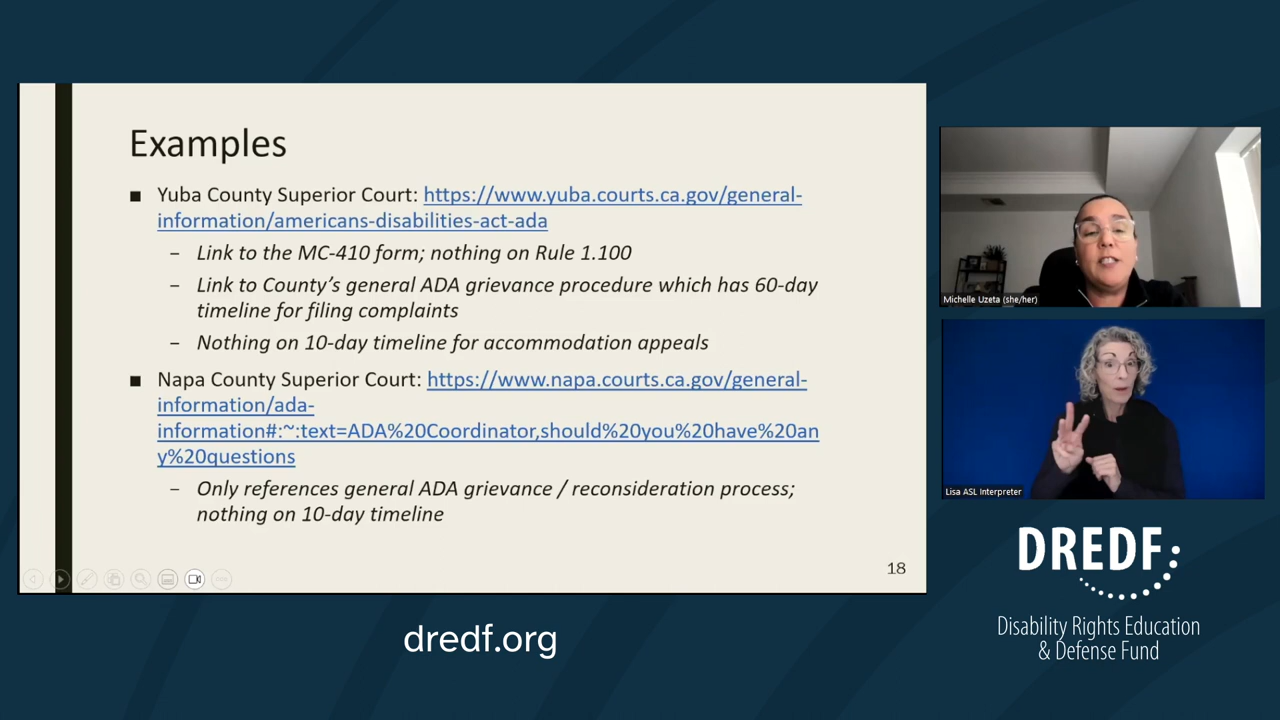 Examples
■ Yuba County Superior Court: https://www.yuba.courts.ca.gov/general-
information/americans-disabilities-act-ada
– Link to the MC-410 form; nothing on Rule 1.100
– Link to County’s general ADA grievance procedure which has 60-day
timeline for filing complaints
– Nothing on 10-day timeline for accommodation appeals
■ Napa County Superior Court: https://www.napa.courts.ca.gov/general-
information/ada-
information#:~:text=ADA%20Coordinator,should%20you%20have%20an
y%20questions
– Only references general ADA grievance / reconsideration process;
nothing on 10-day timeline
18
Michelle Uzeta (she/her)
Lisa ASL Interpreter
DREDF
Disability Rights Education
& Defense Fund
dredf.org